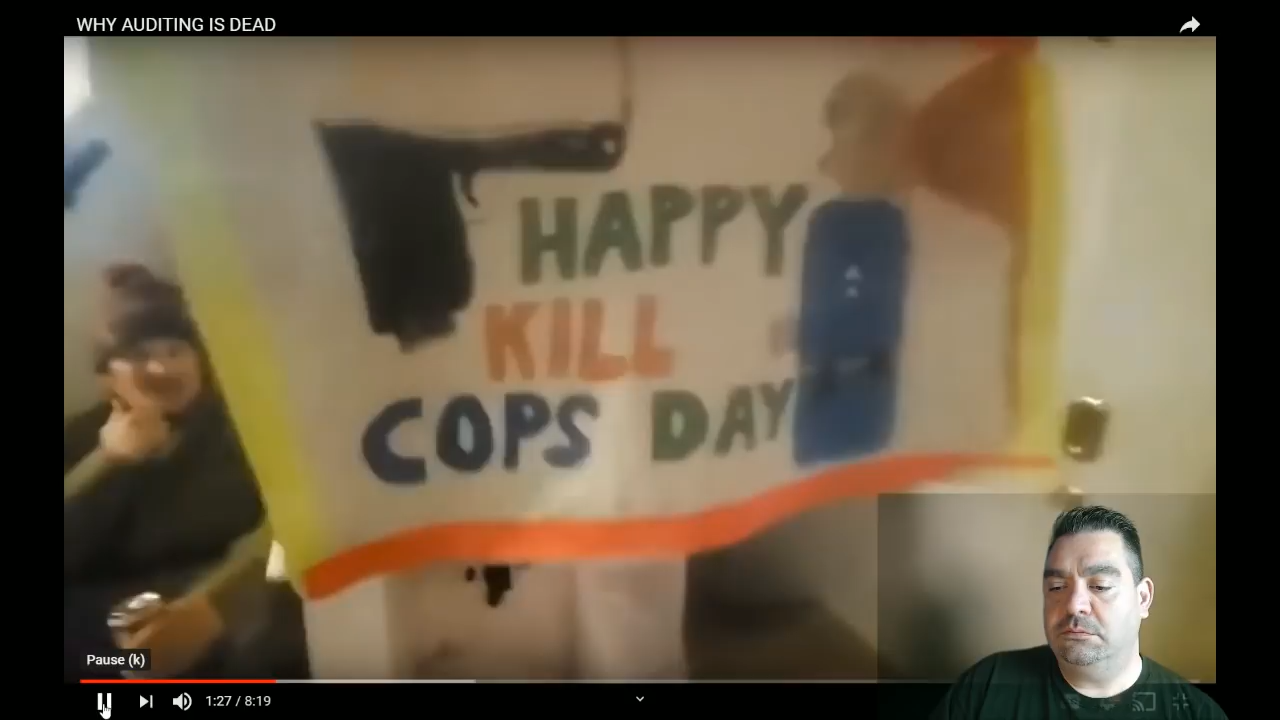 WHY AUDITING IS DEAD
HAPPY
KILL
COPS DAY
Pause (k)
1:27 / 8:19